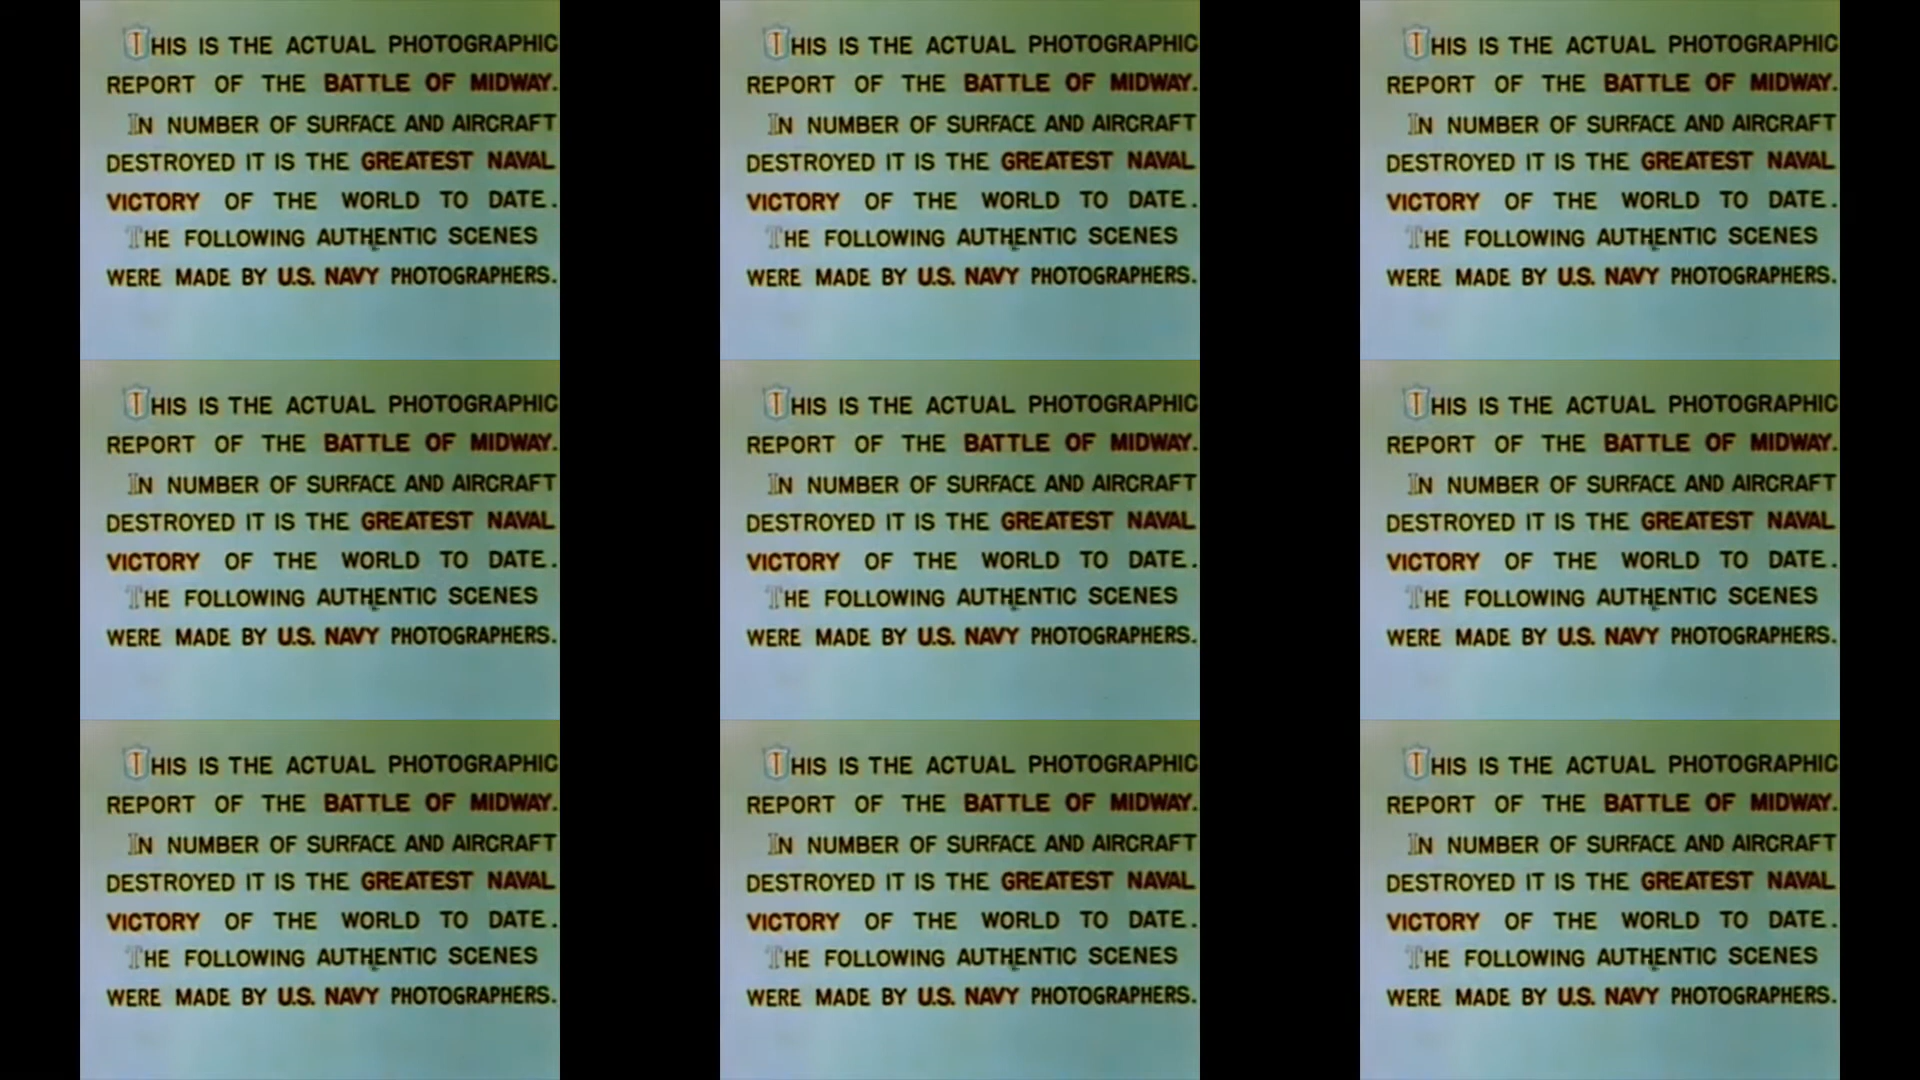 THIS IS THE ACTUAL PHOTOGRAPHIC
REPORT OF THE BATTLE OF MIDWAY.
IN NUMBER OF SURFACE AND AIRCRAFT
DESTROYED IT IS THE GREATEST NAVAL
VICTORY OF THE WORLD TO DATE.
THE FOLLOWING AUTHENTIC SCENES
WERE MADE BY U.S. NAVY PHOTOGRAPHERS.
THIS IS THE ACTUAL PHOTOGRAPHIC
REPORT OF THE BATTLE OF MIDWAY.
IN NUMBER OF SURFACE AND AIRCRAFT
DESTROYED IT IS THE GREATEST NAVAL
VICTORY OF THE WORLD TO DATE.
THE FOLLOWING AUTHENTIC SCENES
WERE MADE BY U.S. NAVY PHOTOGRAPHERS.
THIS IS THE ACTUAL PHOTOGRAPHIC
REPORT OF THE BATTLE OF MIDWAY.
IN NUMBER OF SURFACE AND AIRCRAFT
DESTROYED IT IS THE GREATEST NAVAL
VICTORY OF THE WORLD TO DATE.
THE FOLLOWING AUTHENTIC SCENES
WERE MADE BY U.S. NAVY PHOTOGRAPHERS.
THIS IS THE ACTUAL PHOTOGRAPHIC
REPORT OF THE BATTLE OF MIDWAY.
IN NUMBER OF SURFACE AND AIRCRAFT
DESTROYED IT IS THE GREATEST NAVAL
VICTORY OF THE WORLD TO DATE.
THE FOLLOWING AUTHENTIC SCENES
WERE MADE BY U.S. NAVY PHOTOGRAPHERS.
THIS IS THE ACTUAL PHOTOGRAPHIC
REPORT OF THE BATTLE OF MIDWAY.
IN NUMBER OF SURFACE AND AIRCRAFT
DESTROYED IT IS THE GREATEST NAVAL
VICTORY OF THE WORLD TO DATE.
THE FOLLOWING AUTHENTIC SCENES
WERE MADE BY U.S. NAVY PHOTOGRAPHERS.
THIS IS THE ACTUAL PHOTOGRAPHIC
REPORT OF THE BATTLE OF MIDWAY.
IN NUMBER OF SURFACE AND AIRCRAFT
DESTROYED IT IS THE GREATEST NAVAL
VICTORY OF THE WORLD TO DATE.
THE FOLLOWING AUTHENTIC SCENES
WERE MADE BY U.S. NAVY PHOTOGRAPHERS.
THIS IS THE ACTUAL PHOTOGRAPHIC
REPORT OF THE BATTLE OF MIDWAY.
IN NUMBER OF SURFACE AND AIRCRAFT
DESTROYED IT IS THE GREATEST NAVAL
VICTORY OF THE WORLD TO DATE.
THE FOLLOWING AUTHENTIC SCENES
WERE MADE BY U.S. NAVY PHOTOGRAPHERS.
THIS IS THE ACTUAL PHOTOGRAPHIC
REPORT OF THE BATTLE OF MIDWAY.
IN NUMBER OF SURFACE AND AIRCRAFT
DESTROYED IT IS THE GREATEST NAVAL
VICTORY OF THE WORLD TO DATE.
THE FOLLOWING AUTHENTIC SCENES
WERE MADE BY U.S. NAVY PHOTOGRAPHERS.
THIS IS THE ACTUAL PHOTOGRAPHIC
REPORT OF THE BATTLE OF MIDWAY.
IN NUMBER OF SURFACE AND AIRCRAFT
DESTROYED IT IS THE GREATEST NAVAL
VICTORY OF THE WORLD TO DATE.
THE FOLLOWING AUTHENTIC SCENES
WERE MADE BY U.S. NAVY PHOTOGRAPHERS.